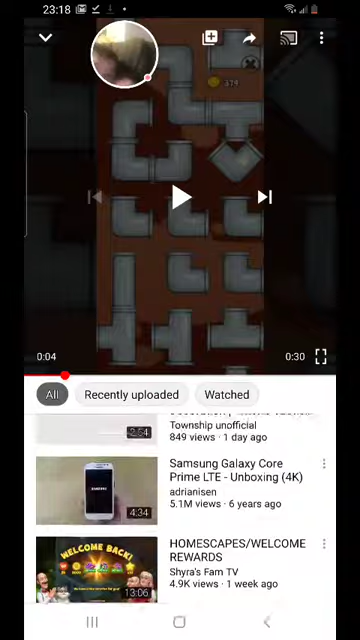 23:18
374
0:04
0:30
All
Recently uploaded
Watched
Township unofficial
849 views · 1 day ago
2:54
Samsung Galaxy Core
Prime LTE - Unboxing (4K)
adrianisen
5.1M views · 6 years ago
SAMSUNG
4:34
HOMESCAPES/WELCOME
REWARDS
Shyra's Fam TV
4.9K views · 1 week ago
WELCOME BACK!
13:06